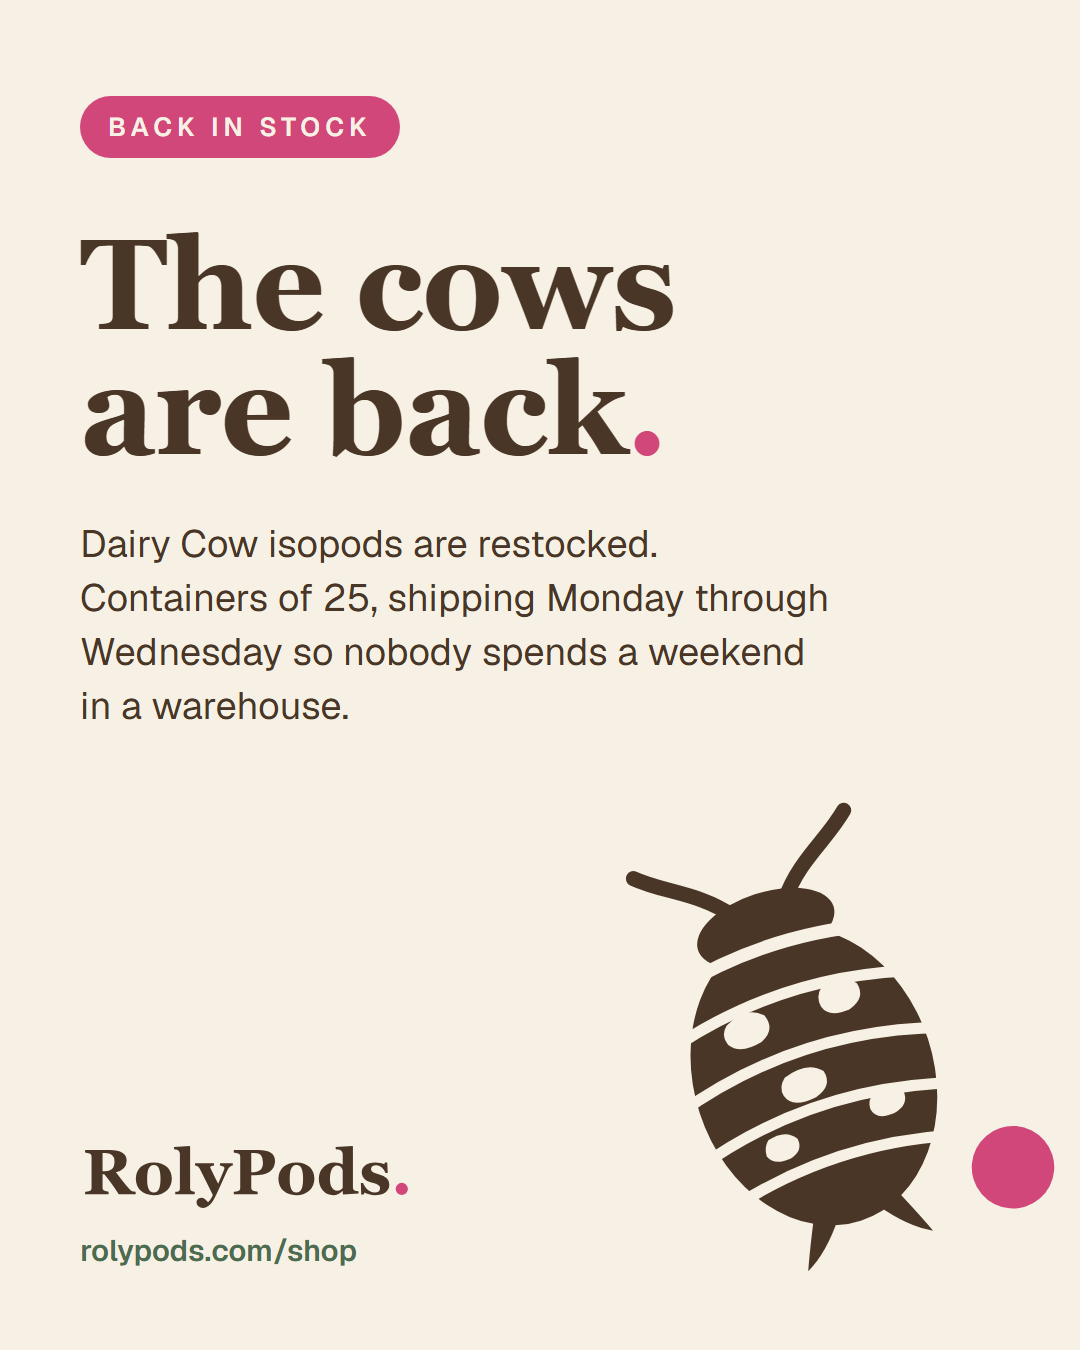 BACK IN STOCK
The cows
are back.
Dairy Cow isopods are restocked.
Containers of 25, shipping Monday through
Wednesday so nobody spends a weekend
in a warehouse.
RolyPods.
rolypods.com/shop